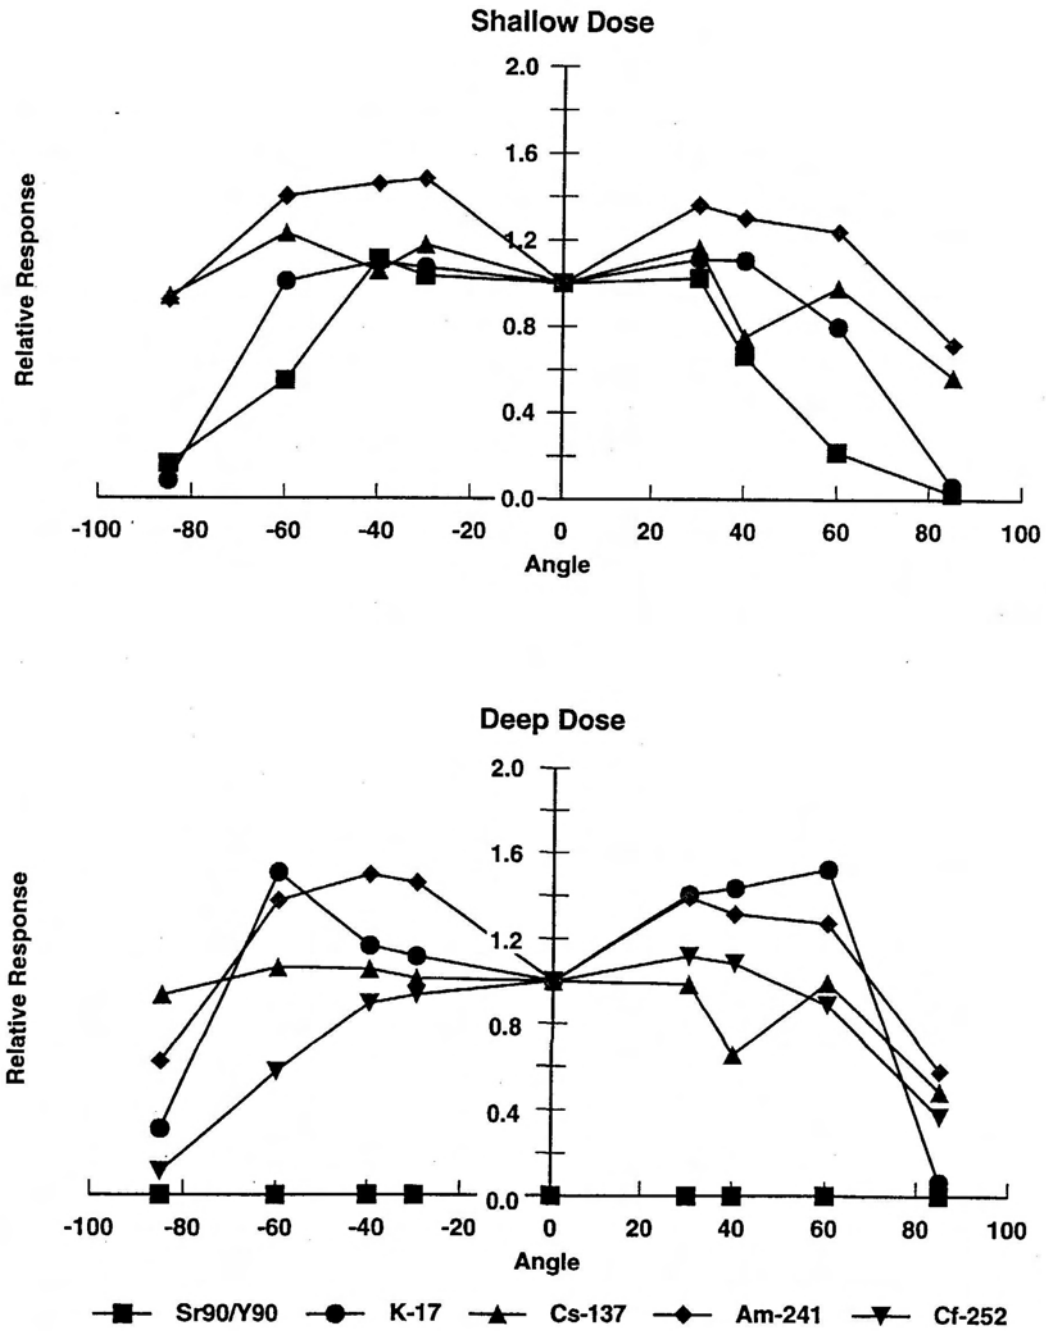 Shallow Dose
2.0
1.6
1.2
0.8
0.4
0.0
Relative Response
-100 -80 -60 -40 -20 0 20 40 60 80 100
Angle
Deep Dose
2.0
1.6
1.2
0.8
0.4
0.0
Relative Response
-100 -80 -60 -40 -20 0 20 40 60 80 100
Angle
Sr90/Y90 K-17 Cs-137 Am-241 Cf-252